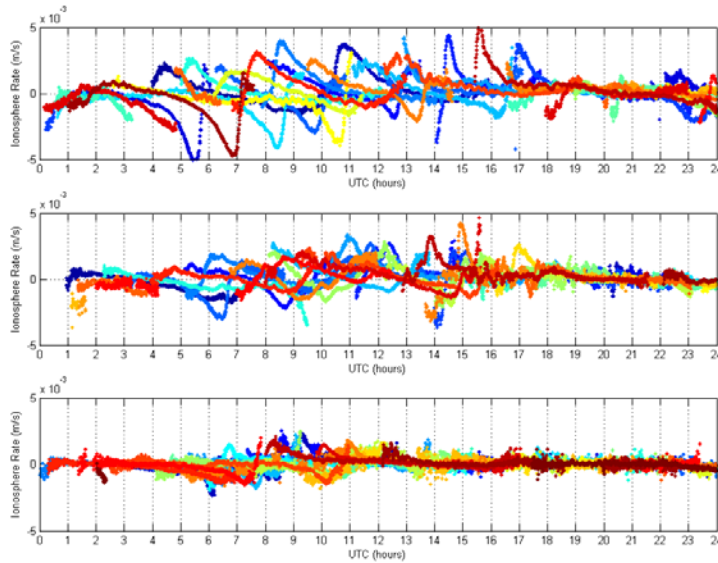 x 10⁻³
5
Ionosphere Rate (m/s)
0
-5
0 1 2 3 4 5 6 7 8 9 10 11 12 13 14 15 16 17 18 19 20 21 22 23 24
UTC (hours)
x 10⁻³
5
Ionosphere Rate (m/s)
0
-5
0 1 2 3 4 5 6 7 8 9 10 11 12 13 14 15 16 17 18 19 20 21 22 23 24
UTC (hours)
x 10⁻³
5
Ionosphere Rate (m/s)
0
-5
0 1 2 3 4 5 6 7 8 9 10 11 12 13 14 15 16 17 18 19 20 21 22 23 24
UTC (hours)